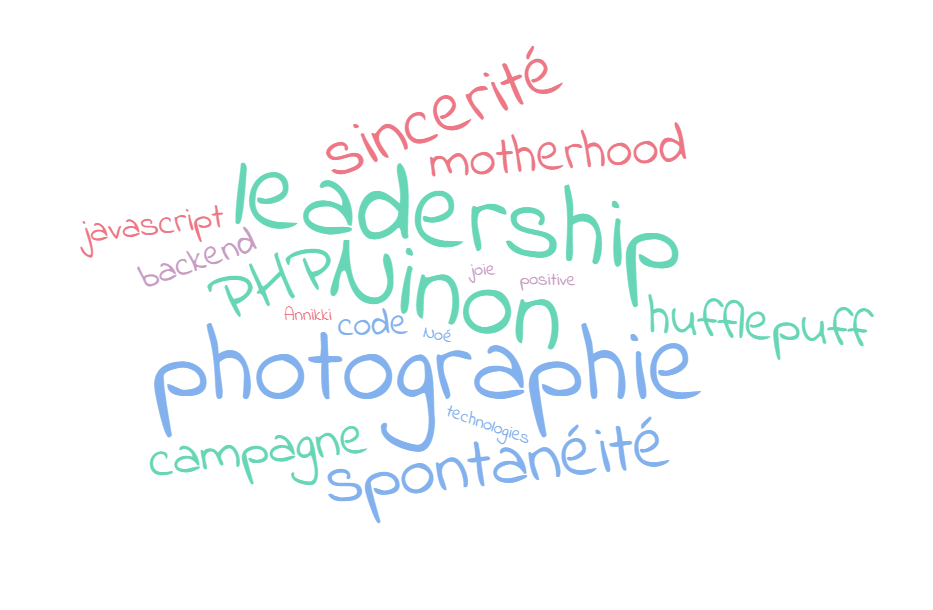 sincerité
motherhood
leadership
javascript
backend
PHP
Ninon
joie
positive
Annikki
code
Noé
hufflepuff
photographie
technologies
campagne
spontanéité